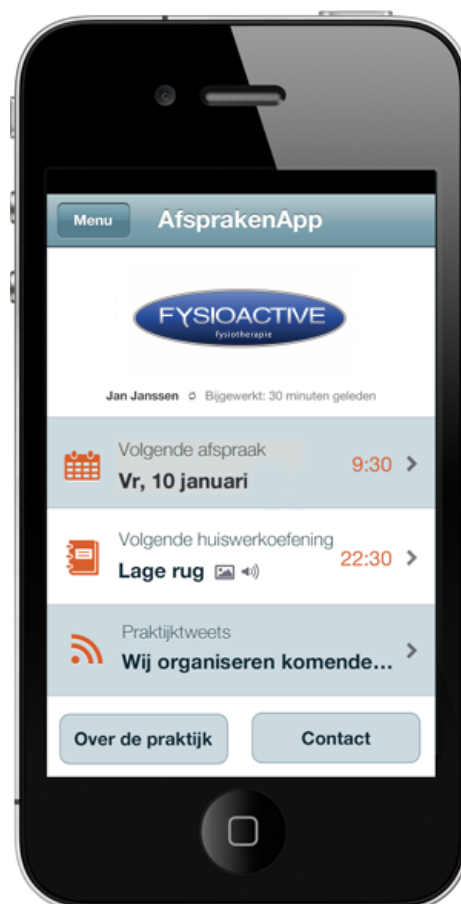 Menu
AfsprakenApp
FYSIOACTIVE
fysiotherapie
Jan Janssen Bijgewerkt: 30 minuten geleden
Volgende afspraak
Vr, 10 januari
9:30
Volgende huiswerkoefening
Lage rug
22:30
Praktijktweets
Wij organiseren komende...
Over de praktijk
Contact